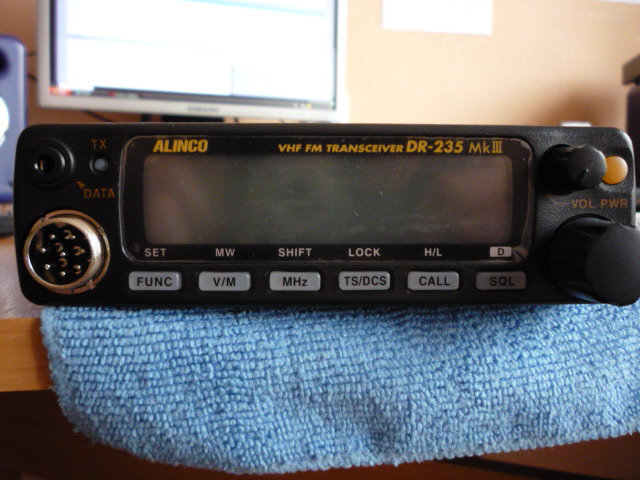 TX
DATA
ALINCO
VHF FM TRANSCEIVER DR-235 MkIII
SET MW SHIFT LOCK H/L D
FUNC V/M MHz TS/DCS CALL SQL
VOL PWR
SAMSUNG